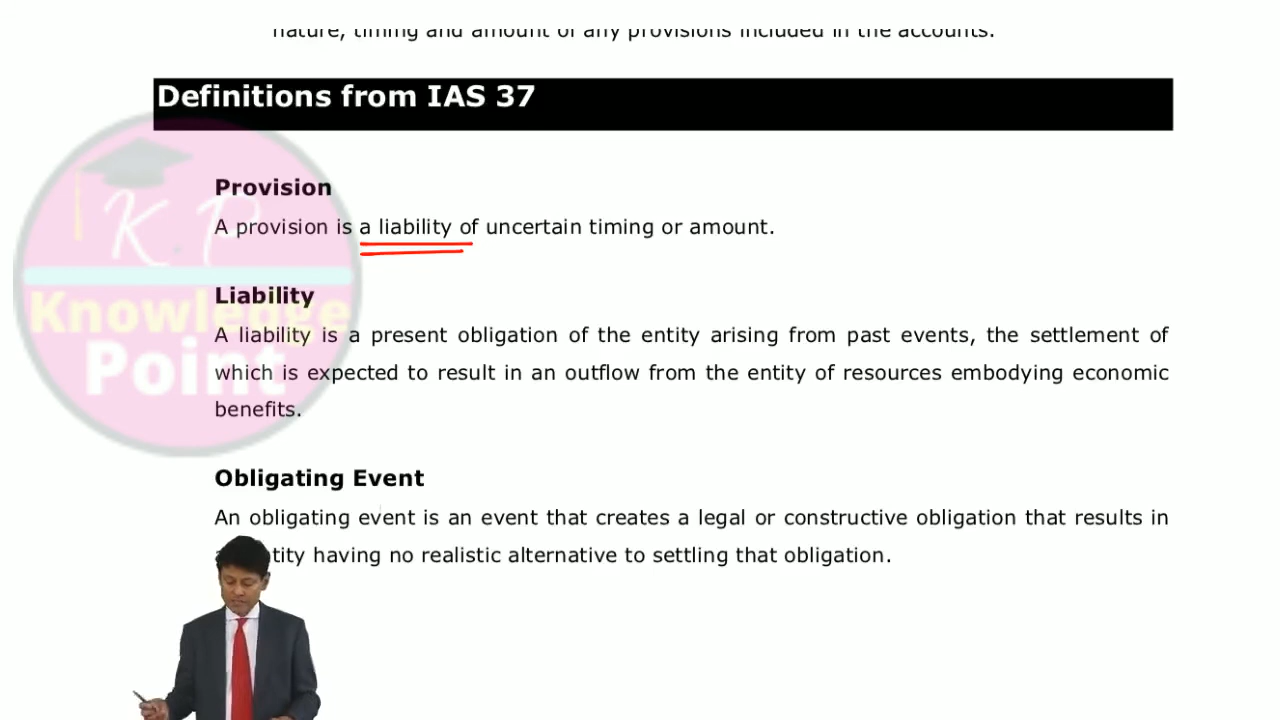 nature, timing and amount of any provisions included in the accounts.
Definitions from IAS 37
Provision
A provision is a liability of uncertain timing or amount.
Liability
A liability is a present obligation of the entity arising from past events, the settlement of
which is expected to result in an outflow from the entity of resources embodying economic
benefits.
Obligating Event
An obligating event is an event that creates a legal or constructive obligation that results in
entity having no realistic alternative to settling that obligation.
K.P
Knowledge
Point